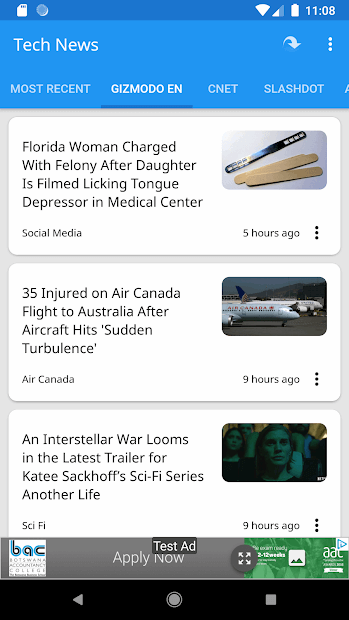 11:08
Tech News
MOST RECENT GIZMODO EN CNET SLASHDOT A
Florida Woman Charged
With Felony After Daughter
Is Filmed Licking Tongue
Depressor in Medical Center
Social Media 5 hours ago
35 Injured on Air Canada
Flight to Australia After
Aircraft Hits 'Sudden
Turbulence'
Air Canada 9 hours ago
An Interstellar War Looms
in the Latest Trailer for
Katee Sackhoff's Sci-Fi Series
Another Life
Sci Fi 9 hours ago
Test Ad
bac
BOTSWANA
ACCOUNTANCY
COLLEGE
Apply Now